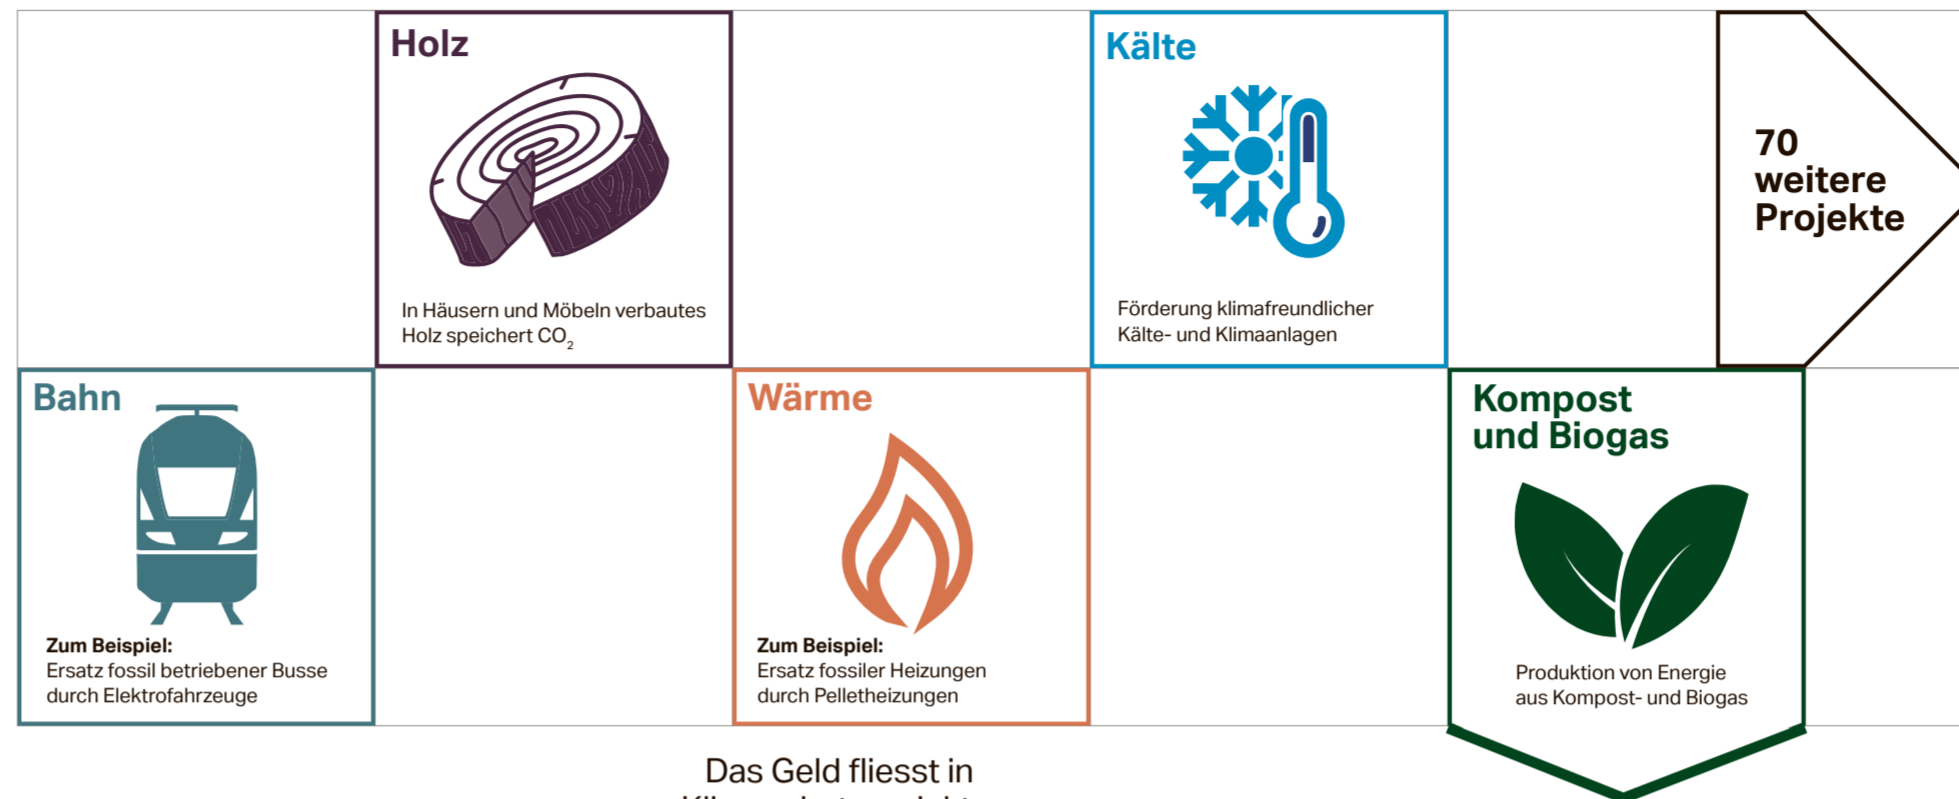 Holz
In Häusern und Möbeln verbautes
Holz speichert CO₂
Kälte
Förderung klimafreundlicher
Kälte- und Klimaanlagen
70
weitere
Projekte
Bahn
Zum Beispiel:
Ersatz fossil betriebener Busse
durch Elektrofahrzeuge
Wärme
Zum Beispiel:
Ersatz fossiler Heizungen
durch Pelletheizungen
Kompost
und Biogas
Produktion von Energie
aus Kompost- und Biogas
Das Geld fliesst in